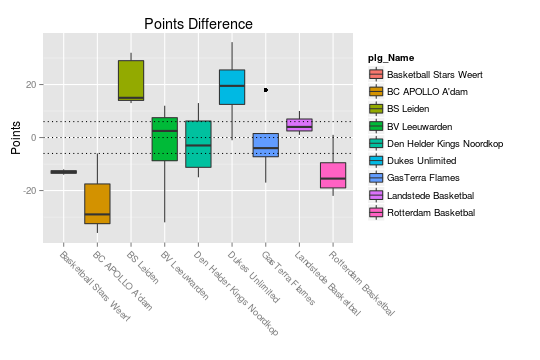 Points Difference
Points
20
0
-20
Basketball Stars Weert
BC APOLLO A'dam
BS Leiden
BV Leeuwarden
Den Helder Kings Noordkop
Dukes Unlimited
GasTerra Flames
Landstede Basketbal
Rotterdam Basketbal
plg_Name
Basketball Stars Weert
BC APOLLO A'dam
BS Leiden
BV Leeuwarden
Den Helder Kings Noordkop
Dukes Unlimited
GasTerra Flames
Landstede Basketbal
Rotterdam Basketbal